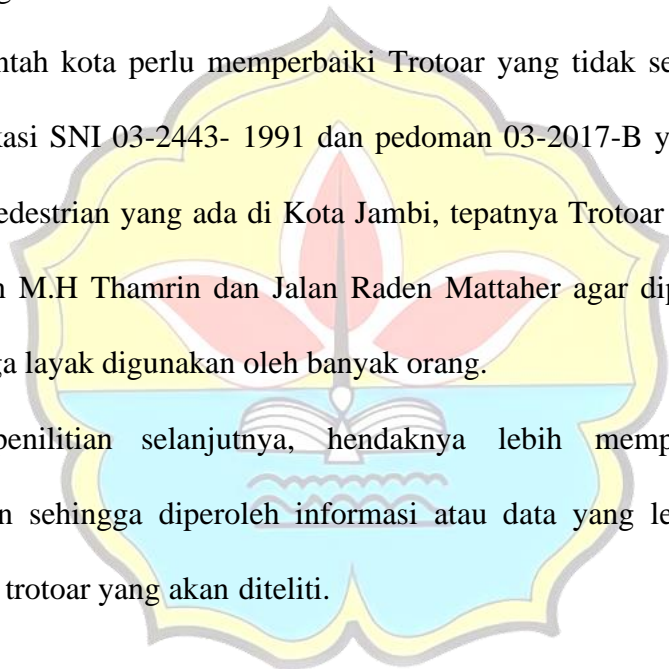 ntah kota perlu memperbaiki Trotoar yang tidak se
kasi SNI 03-2443- 1991 dan pedoman 03-2017-B y
edestrian yang ada di Kota Jambi, tepatnya Trotoar
n M.H Thamrin dan Jalan Raden Mattaher agar dip
ga layak digunakan oleh banyak orang.
penilitian selanjutnya, hendaknya lebih memp
n sehingga diperoleh informasi atau data yang le
trotoar yang akan diteliti.